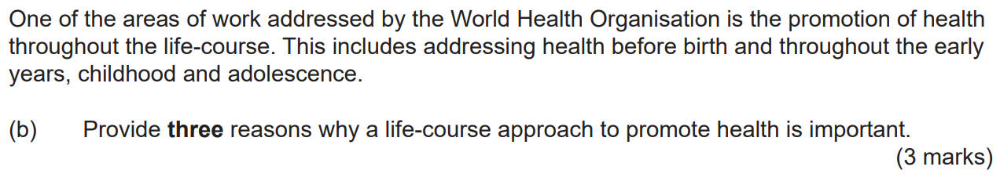 One of the areas of work addressed by the World Health Organisation is the promotion of health
throughout the life-course. This includes addressing health before birth and throughout the early
years, childhood and adolescence.
(b) Provide three reasons why a life-course approach to promote health is important.
(3 marks)